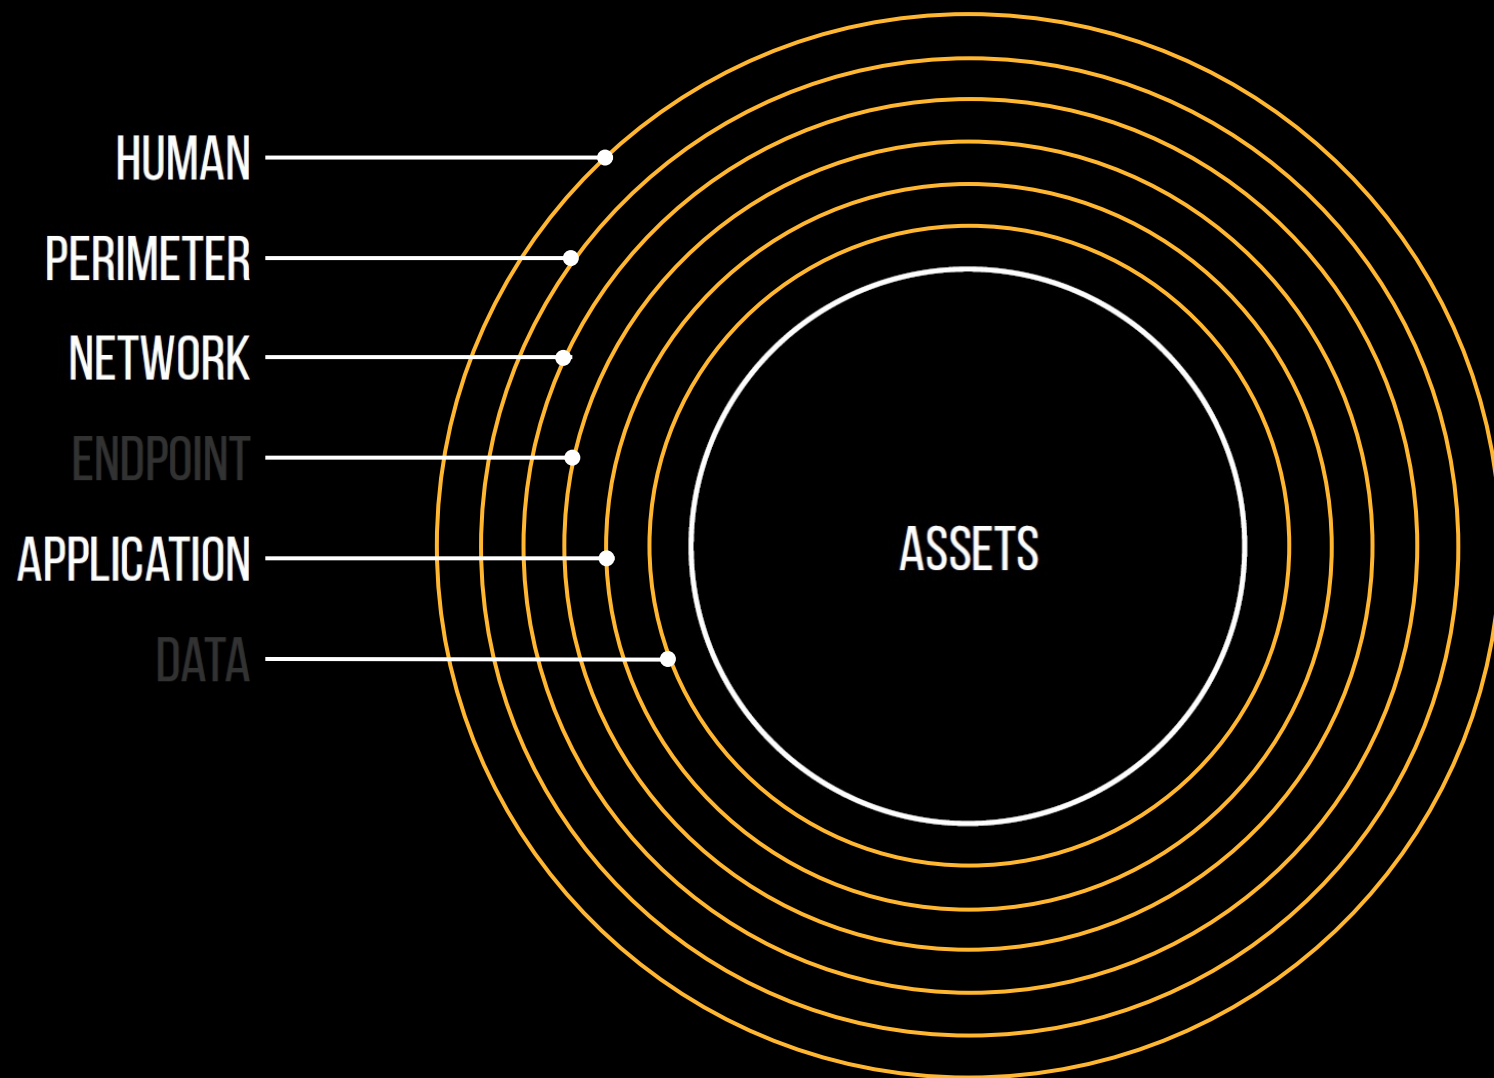 HUMAN
PERIMETER
NETWORK
ENDPOINT
APPLICATION
DATA
ASSETS